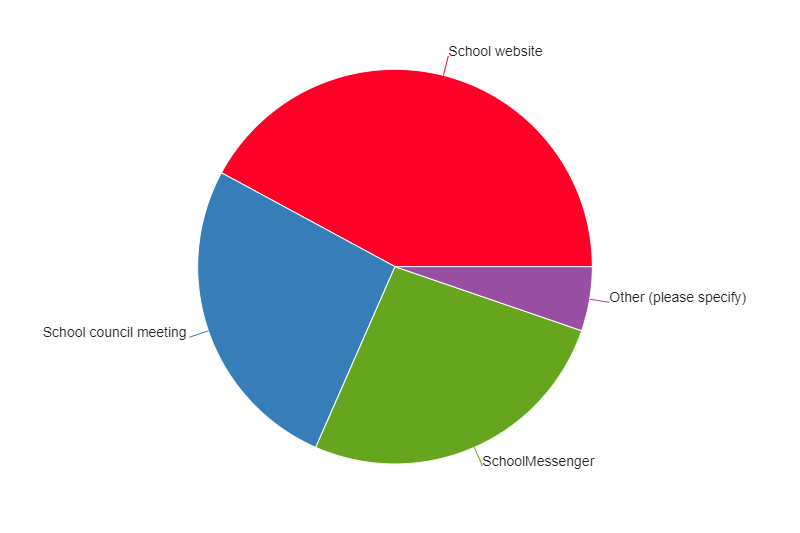 School website
Other (please specify)
School council meeting
SchoolMessenger